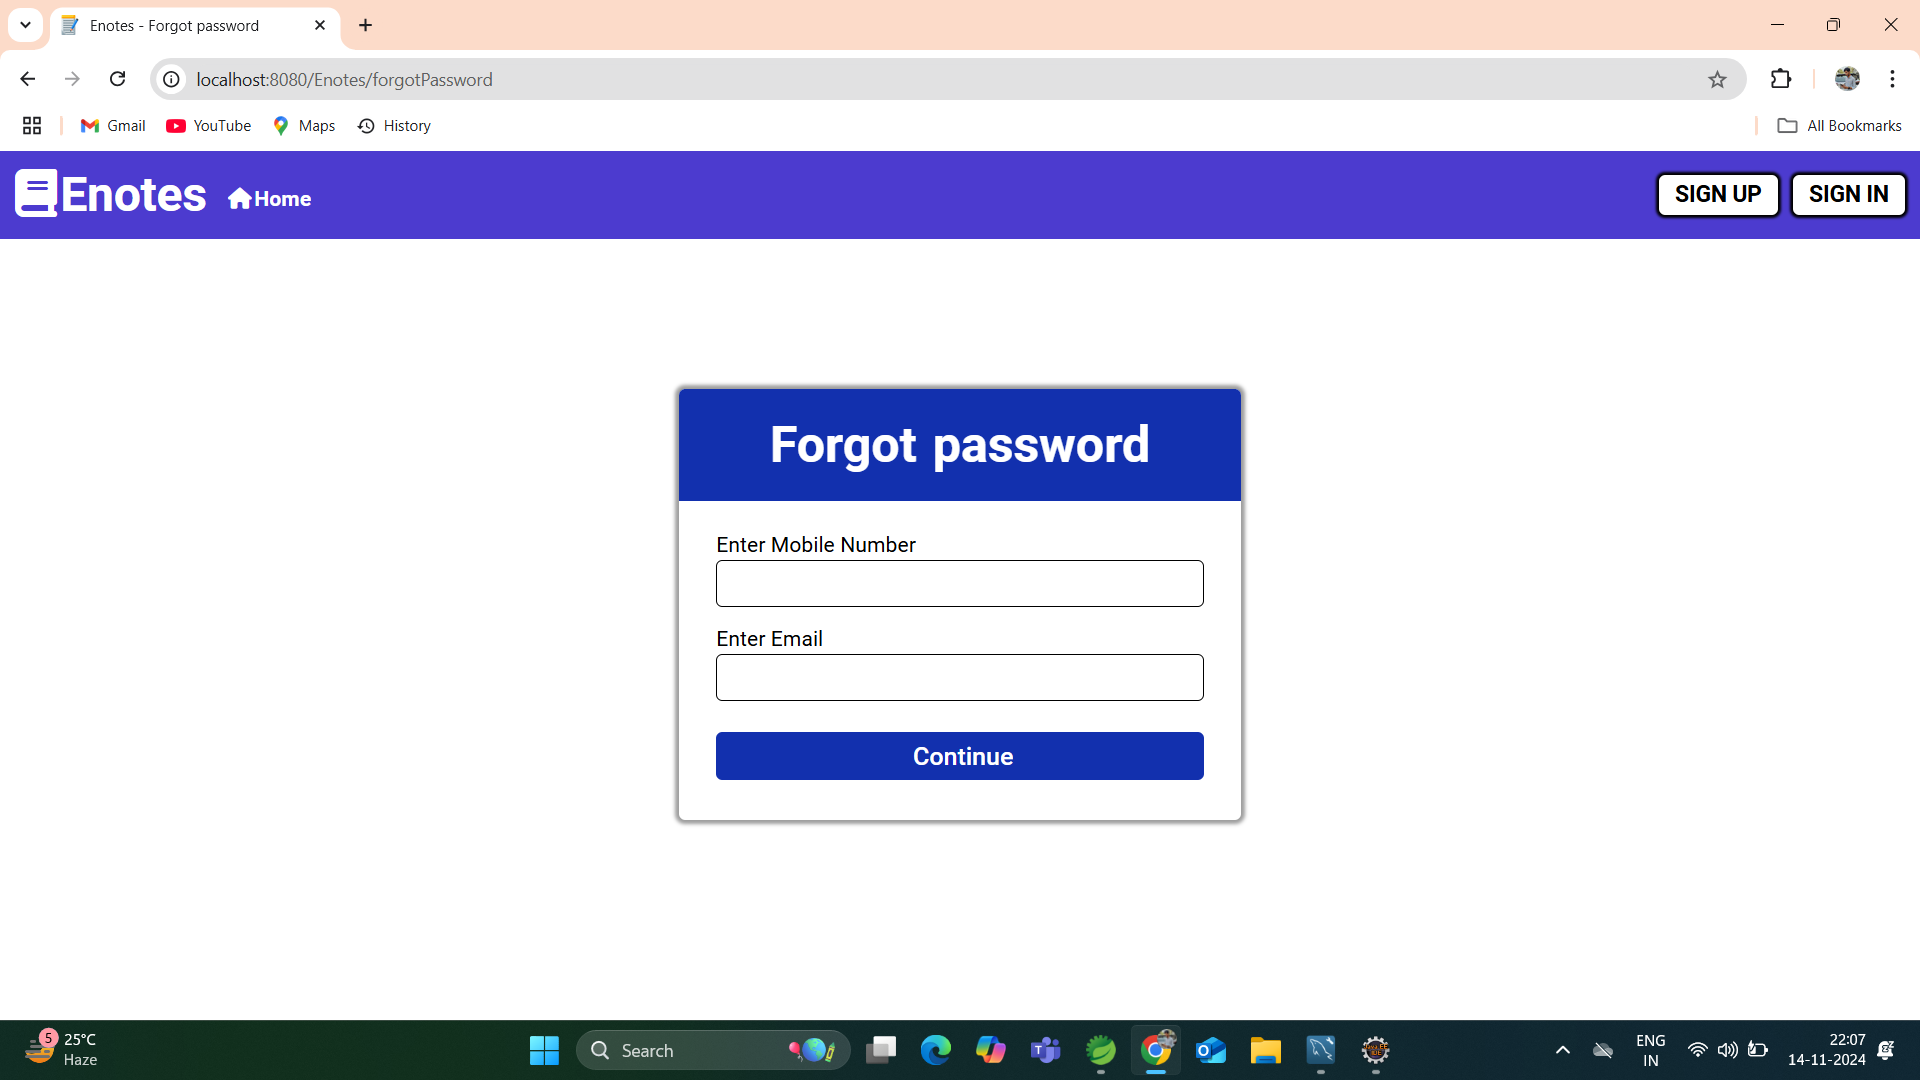 Enotes - Forgot password
localhost:8080/Enotes/forgotPassword
Gmail YouTube Maps History All Bookmarks
Enotes Home SIGN UP SIGN IN
Forgot password
Enter Mobile Number
Enter Email
Continue
5 25°C
Haze
Search
ENG
IN
22:07
14-11-2024